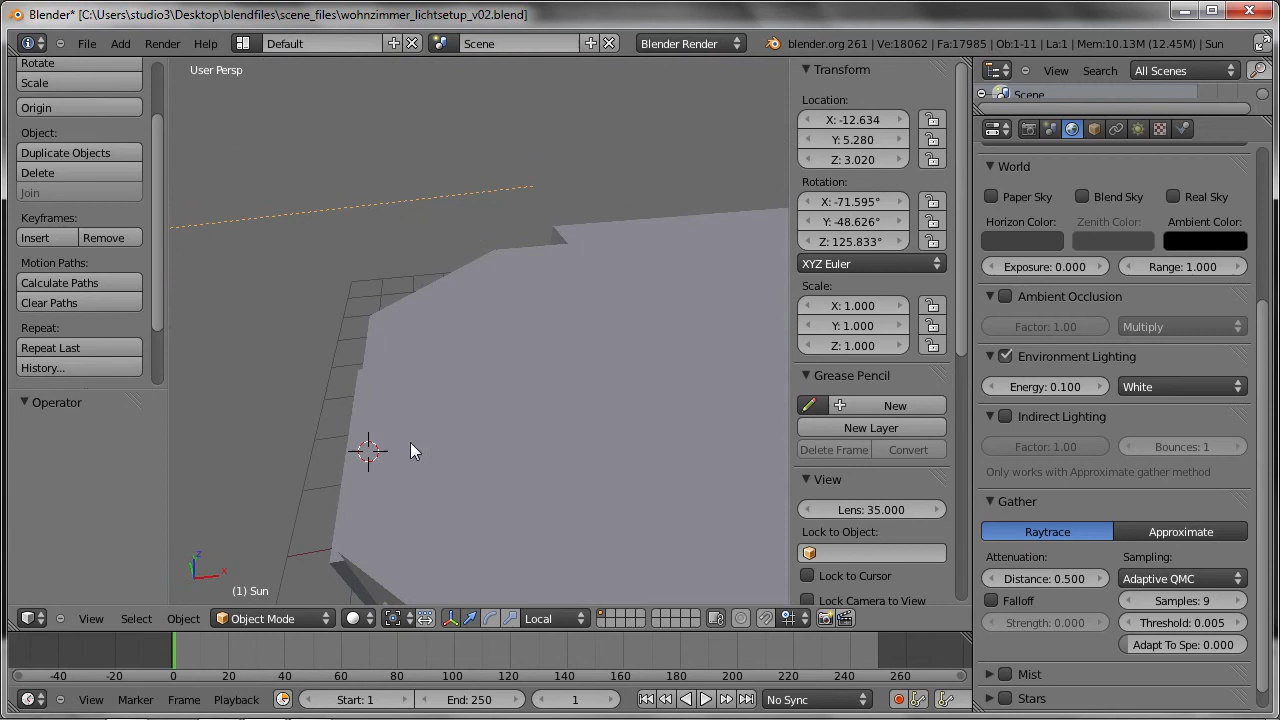 Blender* [C:\Users\studio3\Desktop\blendfiles\scene_files\wohnzimmer_lichtsetup_v02.blend]
File Add Render Help Default Scene Blender Render blender.org 261 | Ve:18062 | Fa:17985 | Ob:1-11 | La:1 | Mem:10.13M (12.45M) | Sun
Rotate
Scale
Origin
Object:
Duplicate Objects
Delete
Join
Keyframes:
Insert Remove
Motion Paths:
Calculate Paths
Clear Paths
Repeat:
Repeat Last
History...
Operator
User Persp
z
x
(1) Sun
Transform
Location:
X: -12.634
Y: 5.280
Z: 3.020
Rotation:
X: -71.595°
Y: -48.626°
Z: 125.833°
XYZ Euler
Scale:
X: 1.000
Y: 1.000
Z: 1.000
Grease Pencil
New
New Layer
Delete Frame Convert
View
Lens: 35.000
Lock to Object:
Lock to Cursor
Lock Camera to View
View Search All Scenes
Scene
World
Paper Sky Blend Sky Real Sky
Horizon Color: Zenith Color: Ambient Color:
Exposure: 0.000 Range: 1.000
Ambient Occlusion
Factor: 1.00 Multiply
Environment Lighting
Energy: 0.100 White
Indirect Lighting
Factor: 1.00 Bounces: 1
Only works with Approximate gather method
Gather
Raytrace Approximate
Attenuation: Sampling:
Distance: 0.500 Adaptive QMC
Falloff Samples: 9
Strength: 0.000 Threshold: 0.005
Adapt To Spe: 0.000
Mist
Stars
View Select Object Object Mode Local
-40 -20 0 20 40 60 80 100 120 140 160 180 200 220 240 260
View Marker Frame Playback Start: 1 End: 250 1 No Sync